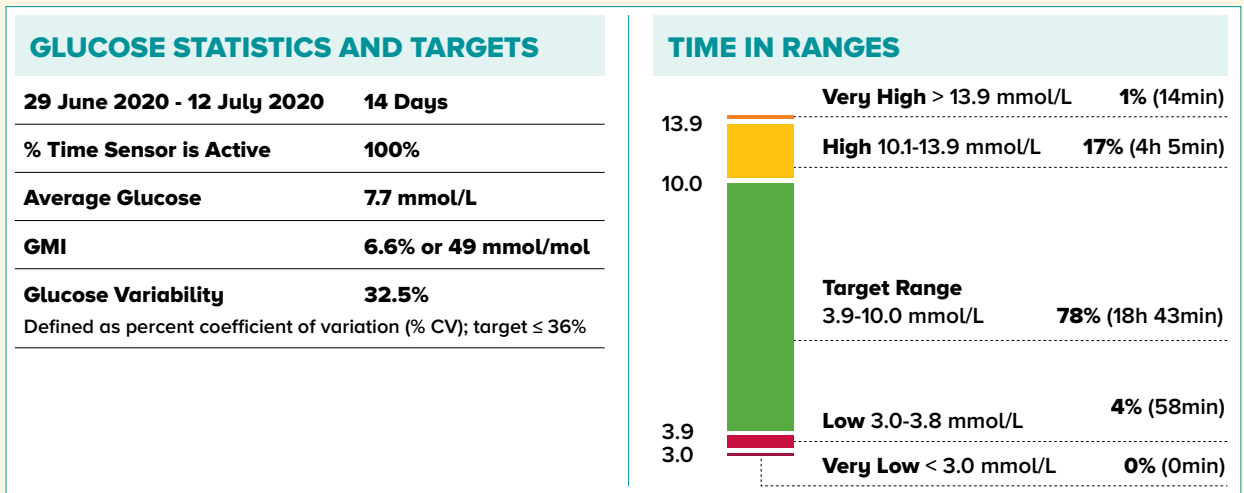 GLUCOSE STATISTICS AND TARGETS
29 June 2020 - 12 July 2020 14 Days
% Time Sensor is Active 100%
Average Glucose 7.7 mmol/L
GMI 6.6% or 49 mmol/mol
Glucose Variability 32.5%
Defined as percent coefficient of variation (% CV); target ≤ 36%
TIME IN RANGES
Very High > 13.9 mmol/L 1% (14min)
13.9
High 10.1-13.9 mmol/L 17% (4h 5min)
10.0
Target Range
3.9-10.0 mmol/L 78% (18h 43min)
4% (58min)
Low 3.0-3.8 mmol/L
3.9
3.0
Very Low < 3.0 mmol/L 0% (0min)